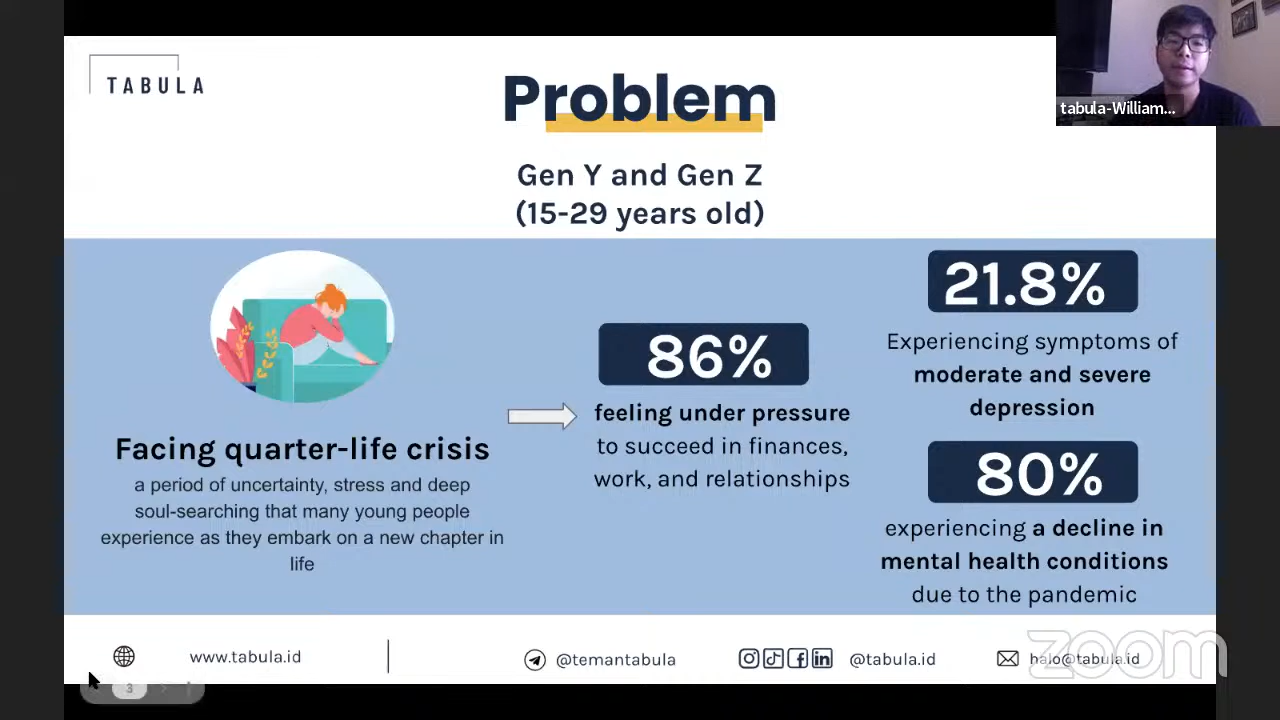 TABULA
Problem
tabula-William...
Gen Y and Gen Z
(15-29 years old)
Facing quarter-life crisis
a period of uncertainty, stress and deep
soul-searching that many young people
experience as they embark on a new chapter in
life
86%
feeling under pressure
to succeed in finances,
work, and relationships
21.8%
Experiencing symptoms of
moderate and severe
depression
80%
experiencing a decline in
mental health conditions
due to the pandemic
www.tabula.id
@temantabula
@tabula.id
halo@tabula.id
zoom
3